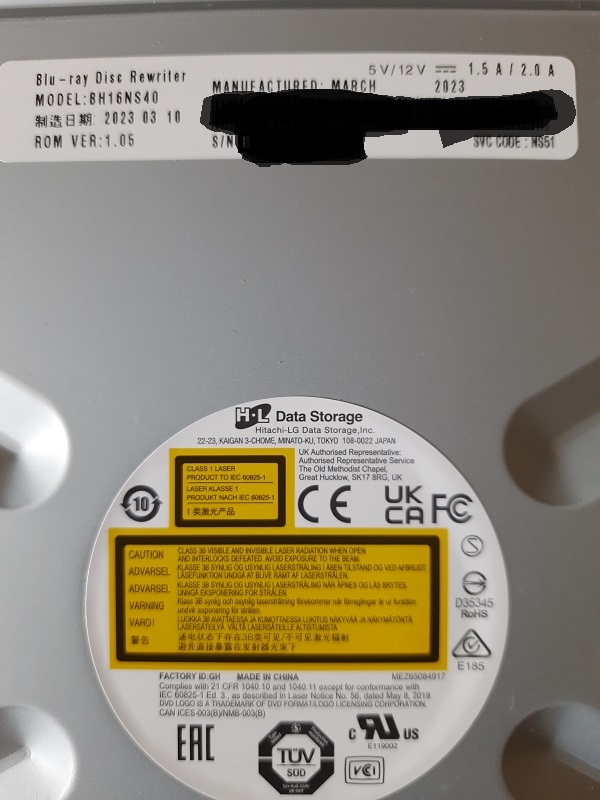 Blu-ray Disc Rewriter
5V/12V ⎓ 1.5 A / 2.0 A
MODEL:BH16NS40
MANUFACTURED: MARCH 2023
制造日期: 2023 03 10
ROM VER:1.05
S/N
SVC CODE : NS51
H·L Data Storage
Hitachi-LG Data Storage,Inc.
22-23, KAIGAN 3-CHOME, MINATO-KU, TOKYO 108-0022 JAPAN
CLASS 1 LASER
PRODUCT TO IEC 60825-1
LASER KLASSE 1
PRODUKT NACH IEC 60825-1
1 类激光产品
UK Authorised Representative:
Authorised Representative Service
The Old Methodist Chapel,
Great Hucklow, SK17 8RG, UK
10
CE
UK
CA
FC
CAUTION CLASS 3B VISIBLE AND INVISIBLE LASER RADIATION WHEN OPEN
AND INTERLOCKS DEFEATED. AVOID EXPOSURE TO THE BEAM.
ADVARSEL KLASSE 3B SYNLIG OG USYNLIG LASERSTRÅLING I ÅBEN TILSTAND OG VED AFBRUDT
LÅSEFUNKTION UNDGÅ AT BLIVE RAMT AF LASERSTRÅLEN.
ADVARSEL KLASSE 3B SYNLIG OG USYNLIG LASERSTRÅLING NÅR ÅPNES OG LÅS BRYTES.
UNNGÅ EKSPONERING FOR STRÅLEN.
VARNING Klass 3B synlig och osynlig laserstrålning förekommer när förreglingar är ur funktion
undvik exponering för strålen.
VARO! LUOKKA 3B AVATTAESSA JA KUMOTTAESSA LUKITUS NÄKYVÄÄ JA NÄKYMÄTÖNTÄ
LASERSÄTEILYÄ. VÄLTÄ LASERSÄTEILLE ALTISTUMISTA.
警告 通电状态下存在3B类可见/不可见激光辐射
避免直接暴露在发射器光束下
D35345
RoHS
E185
FACTORY ID:GH MADE IN CHINA MEZ65084917
Complies with 21 CFR 1040.10 and 1040.11 except for conformance with
IEC 60825-1 Ed. 3., as described in Laser Notice No. 56, dated May 8, 2019
DVD LOGO IS A TRADEMARK OF DVD FORMAT/LOGO LICENSING CORPORATION.
CAN ICES-003(B)/NMB-003(B)
EAC
TÜV
SÜD
C RU US
E119002
VCI